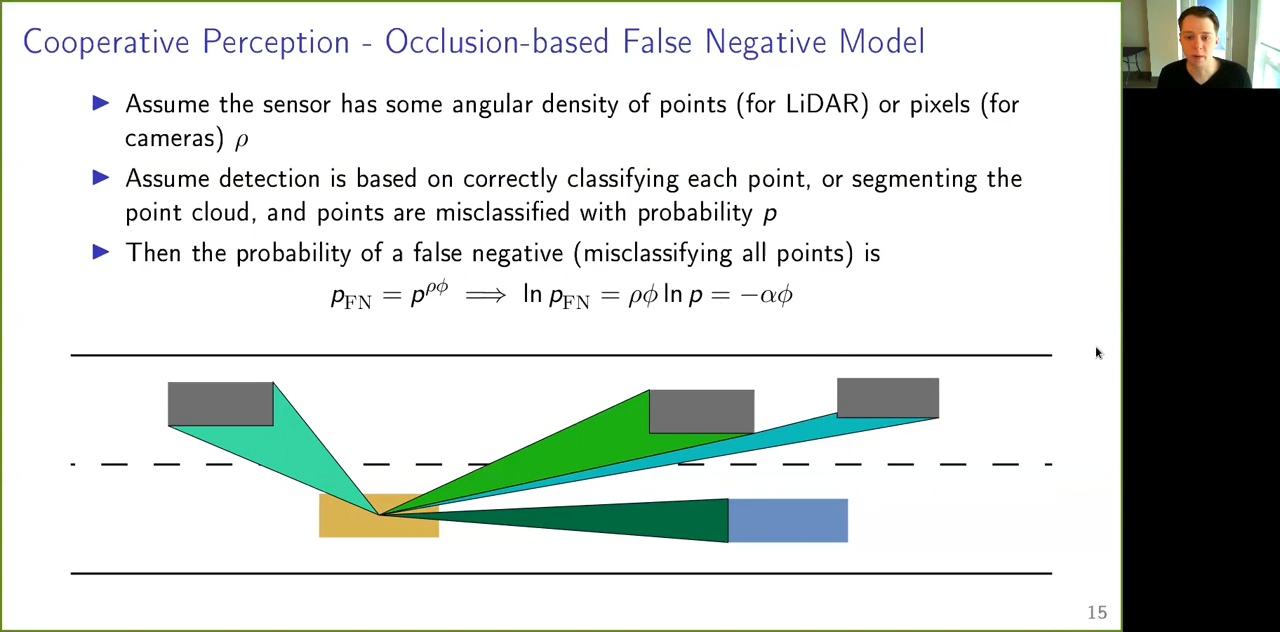 Cooperative Perception - Occlusion-based False Negative Model
▶ Assume the sensor has some angular density of points (for LiDAR) or pixels (for
cameras) ρ
▶ Assume detection is based on correctly classifying each point, or segmenting the
point cloud, and points are misclassified with probability p
▶ Then the probability of a false negative (misclassifying all points) is
p_FN = p^{ρϕ} ⟹ ln p_FN = ρϕ ln p = −αϕ
15